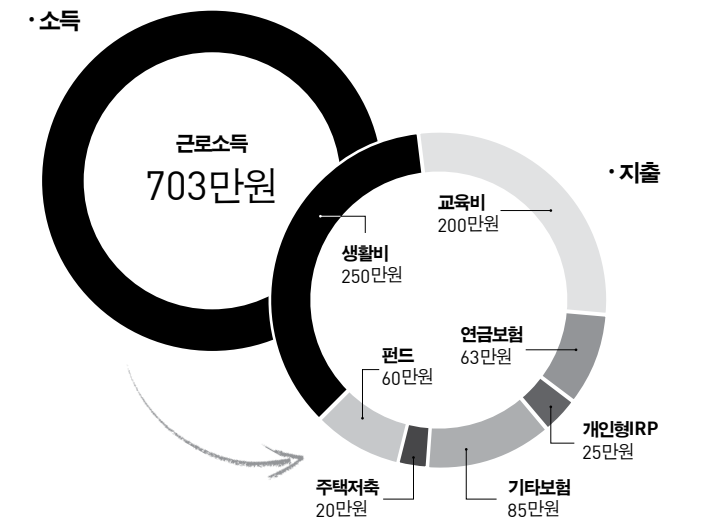 · 소득
근로소득
703만원
· 지출
교육비
200만원
생활비
250만원
연금보험
63만원
펀드
60만원
개인형IRP
25만원
주택저축
20만원
기타보험
85만원